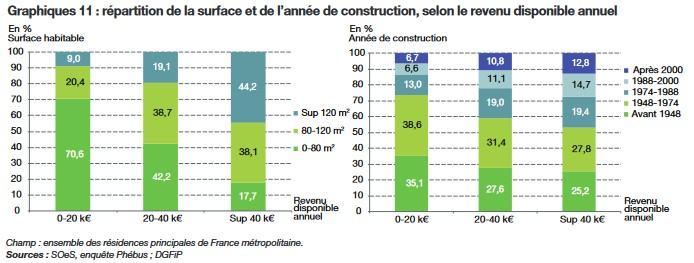 Graphiques 11 : répartition de la surface et de l'année de construction, selon le revenu disponible annuel
En %
Surface habitable
100
90
80
70
60
50
40
30
20
10
0
9,0
20,4
70,6
19,1
38,7
42,2
44,2
38,1
17,7
Sup 120 m²
80-120 m²
0-80 m²
0-20 k€
20-40 k€
Sup 40 k€
Revenu
disponible
annuel
En %
Année de construction
100
90
80
70
60
50
40
30
20
10
0
6,7
6,6
13,0
38,6
35,1
10,8
11,1
19,0
31,4
27,6
12,8
14,7
19,4
27,8
25,2
Après 2000
1988-2000
1974-1988
1948-1974
Avant 1948
0-20 k€
20-40 k€
Sup 40 k€
Revenu
disponible
annuel
Champ : ensemble des résidences principales de France métropolitaine.
Sources : SOeS, enquête Phébus ; DGFiP